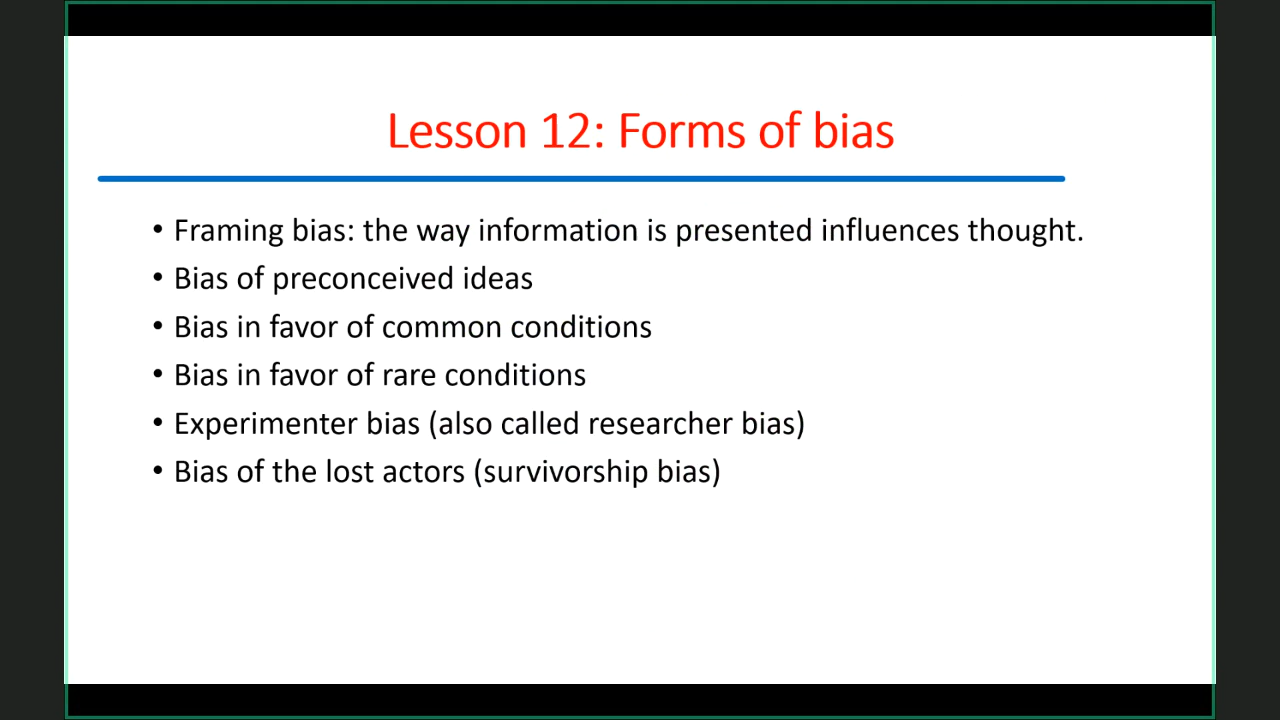 Lesson 12: Forms of bias
• Framing bias: the way information is presented influences thought.
• Bias of preconceived ideas
• Bias in favor of common conditions
• Bias in favor of rare conditions
• Experimenter bias (also called researcher bias)
• Bias of the lost actors (survivorship bias)